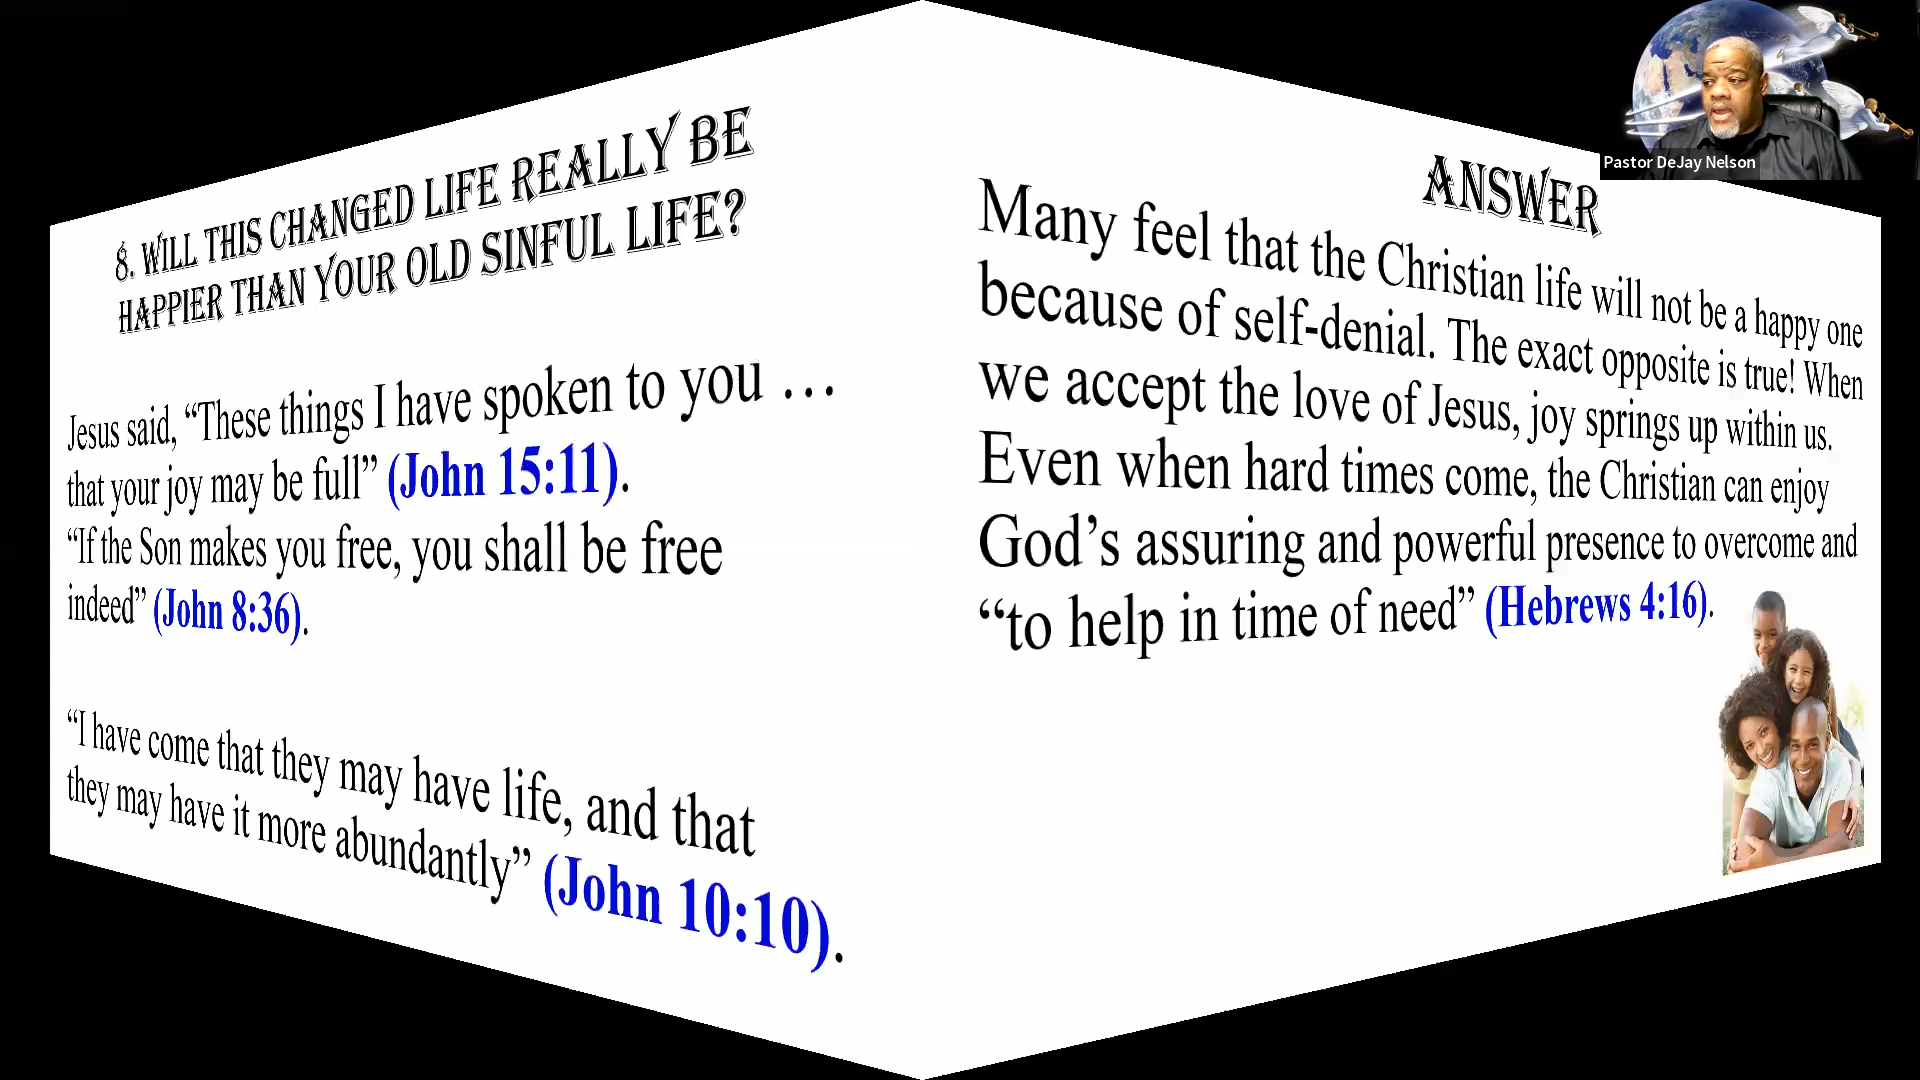 8. WILL THIS CHANGED LIFE REALLY BE
HAPPIER THAN YOUR OLD SINFUL LIFE?
Jesus said, “These things I have spoken to you …
that your joy may be full” (John 15:11).
“If the Son makes you free, you shall be free
indeed” (John 8:36).
“I have come that they may have life, and that
they may have it more abundantly” (John 10:10).
ANSWER
Many feel that the Christian life will not be a happy one
because of self-denial. The exact opposite is true! When
we accept the love of Jesus, joy springs up within us.
Even when hard times come, the Christian can enjoy
God’s assuring and powerful presence to overcome and
“to help in time of need” (Hebrews 4:16).
Pastor DeJay Nelson